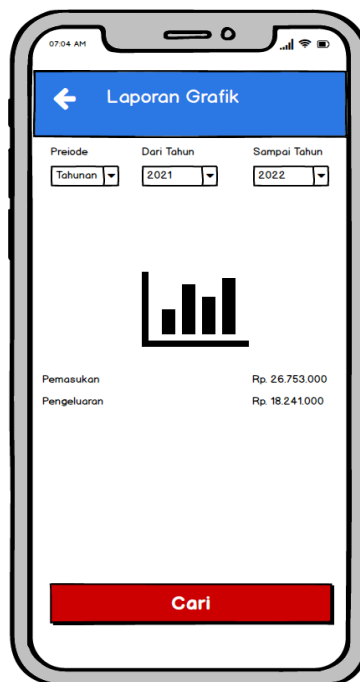 07:04 AM
Laporan Grafik
Preiode Dari Tahun Sampai Tahun
Tahunan 2021 2022
Pemasukan Rp. 26.753.000
Pengeluaran Rp. 18.241.000
Cari